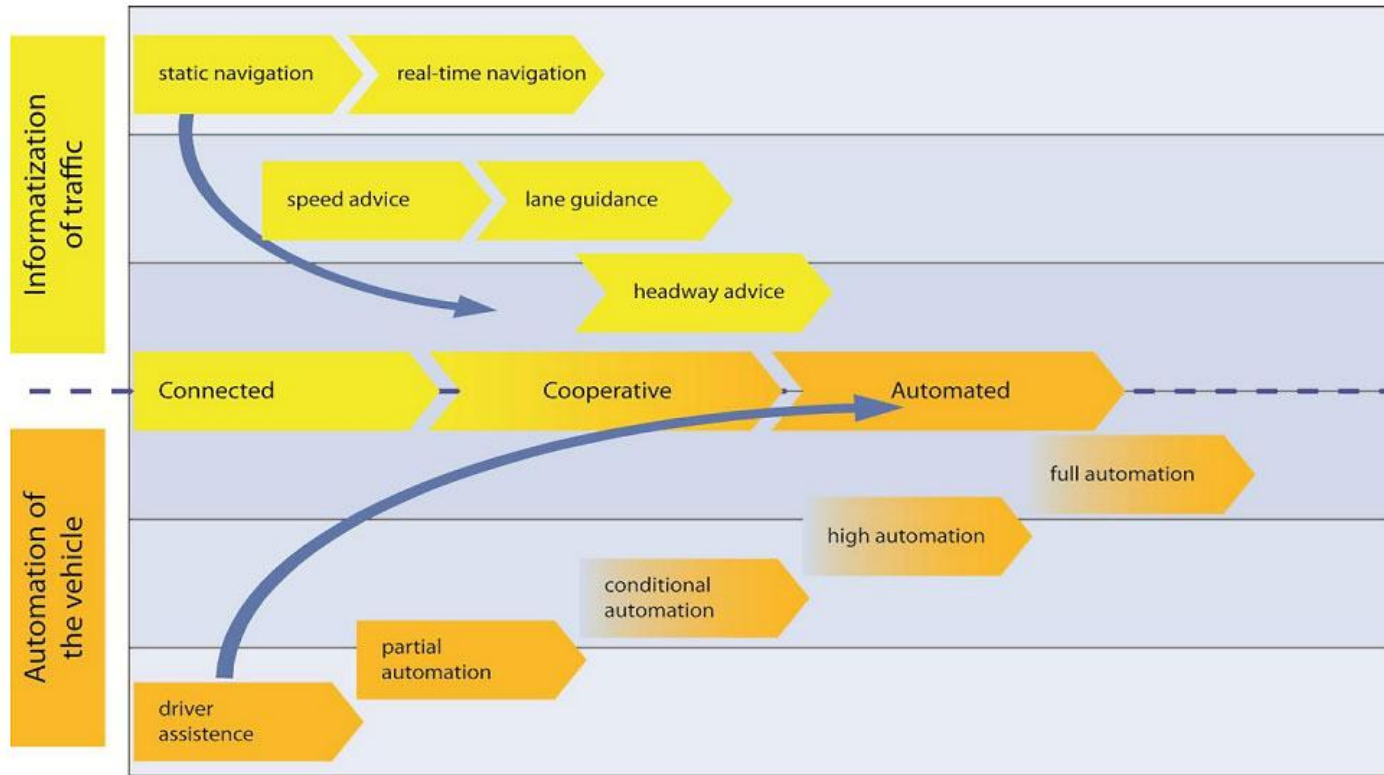 Informatization
of traffic
static navigation
real-time navigation
speed advice
lane guidance
headway advice
Connected
Cooperative
Automated
Automation of
the vehicle
full automation
high automation
conditional
automation
partial
automation
driver
assistence